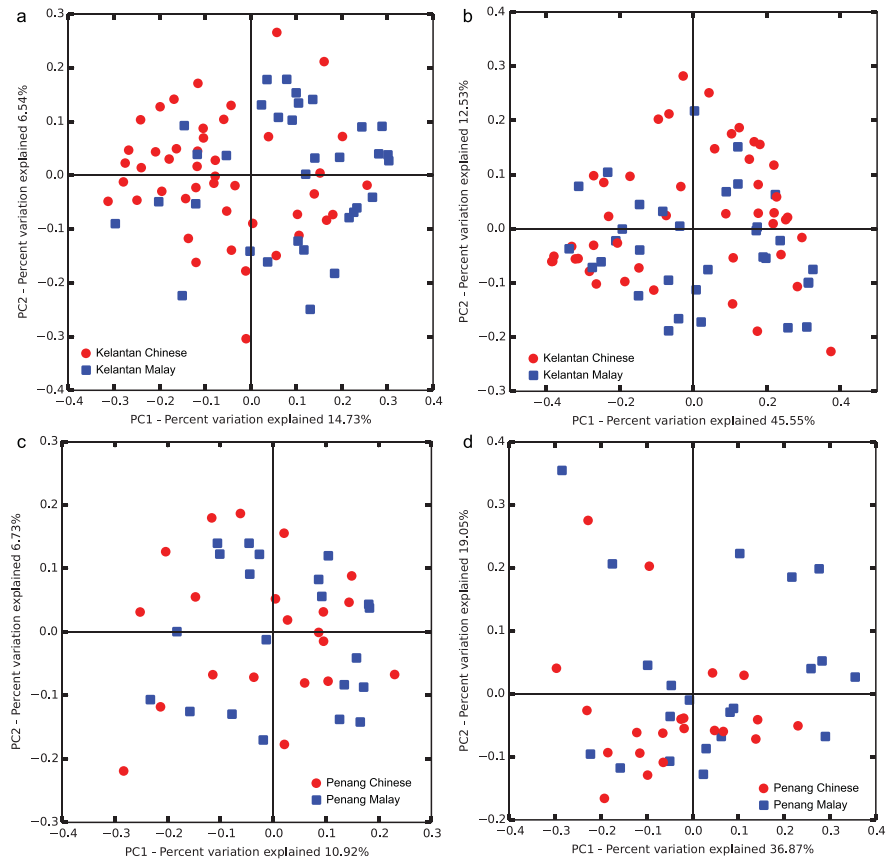 a
0.4
0.3
0.2
0.1
0.0
−0.1
−0.2
−0.3
−0.4
PC2 - Percent variation explained 6.54%
Kelantan Chinese
Kelantan Malay
−0.4 −0.3 −0.2 −0.1 0.0 0.1 0.2 0.3 0.4
PC1 - Percent variation explained 14.73%
b
0.4
0.3
0.2
0.1
0.0
−0.1
−0.2
−0.3
PC2 - Percent variation explained 12.53%
Kelantan Chinese
Kelantan Malay
−0.4 −0.2 0.0 0.2 0.4
PC1 - Percent variation explained 45.55%
c
0.3
0.2
0.1
0.0
−0.1
−0.2
−0.3
PC2 - Percent variation explained 6.73%
Penang Chinese
Penang Malay
−0.3 −0.2 −0.1 0.0 0.1 0.2 0.3
PC1 - Percent variation explained 10.92%
d
0.4
0.3
0.2
0.1
0.0
−0.1
−0.2
PC2 - Percent variation explained 19.05%
Penang Chinese
Penang Malay
−0.4 −0.3 −0.2 −0.1 0.0 0.1 0.2 0.3 0.4
PC1 - Percent variation explained 36.87%